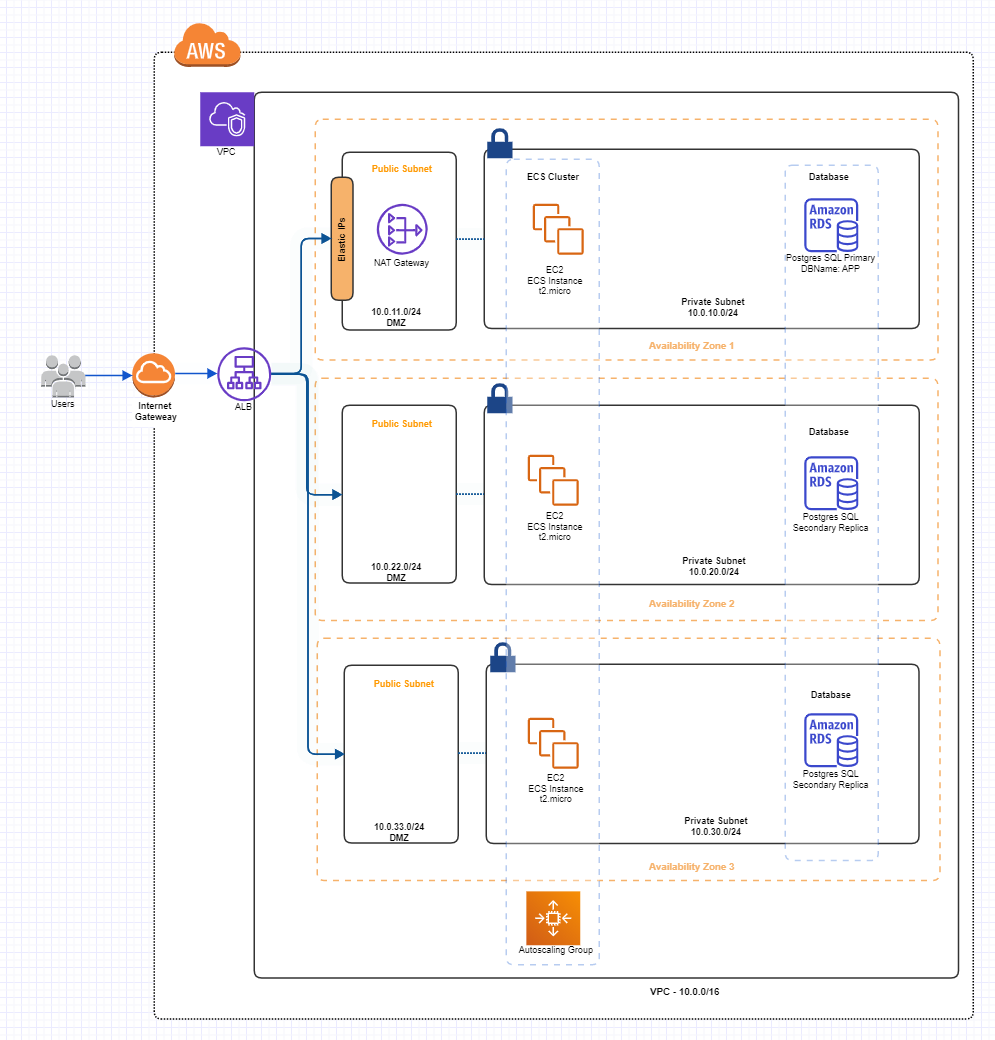 AWS
VPC
Public Subnet
Elastic IPs
NAT Gateway
10.0.11.0/24
DMZ
ECS Cluster
EC2
ECS Instance
t2.micro
Database
Amazon
RDS
Postgres SQL Primary
DBName: APP
Private Subnet
10.0.10.0/24
Availability Zone 1
Users
Internet
Gateweay
ALB
Public Subnet
10.0.22.0/24
DMZ
EC2
ECS Instance
t2.micro
Database
Amazon
RDS
Postgres SQL
Secondary Replica
Private Subnet
10.0.20.0/24
Availability Zone 2
Public Subnet
10.0.33.0/24
DMZ
EC2
ECS Instance
t2.micro
Database
Amazon
RDS
Postgres SQL
Secondary Replica
Private Subnet
10.0.30.0/24
Availability Zone 3
Autoscaling Group
VPC - 10.0.0/16